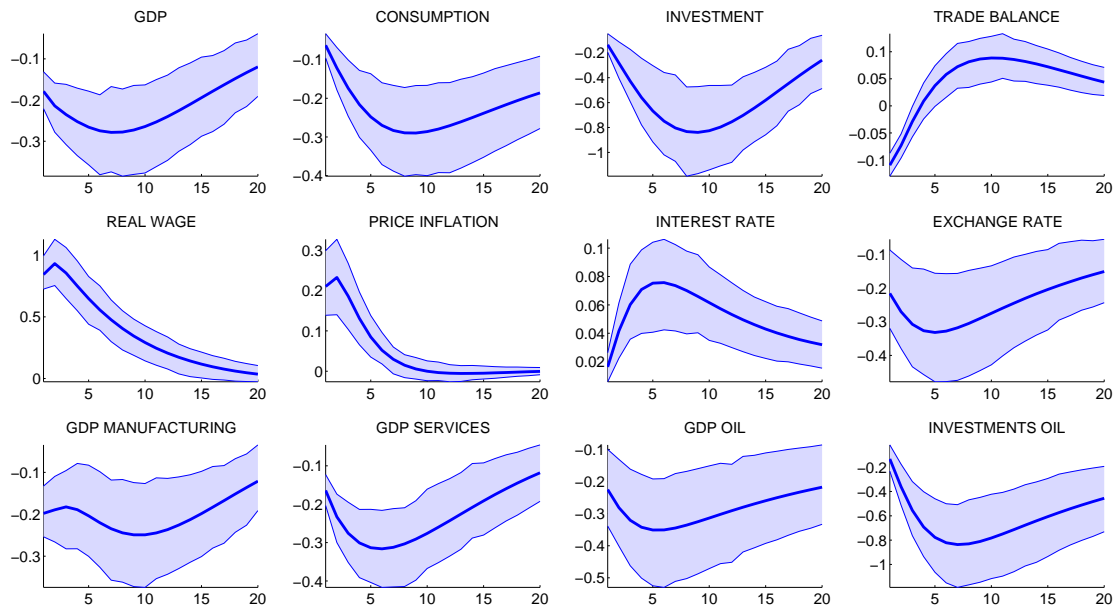 GDP CONSUMPTION INVESTMENT TRADE BALANCE
−0.1 −0.2 −0.3
5 10 15 20
−0.1 −0.2 −0.3 −0.4
5 10 15 20
−0.2 −0.4 −0.6 −0.8 −1
5 10 15 20
0.1 0.05 0 −0.05 −0.1
5 10 15 20
REAL WAGE PRICE INFLATION INTEREST RATE EXCHANGE RATE
1 0.5 0
5 10 15 20
0.3 0.2 0.1 0
5 10 15 20
0.1 0.08 0.06 0.04 0.02
5 10 15 20
−0.1 −0.2 −0.3 −0.4
5 10 15 20
GDP MANUFACTURING GDP SERVICES GDP OIL INVESTMENTS OIL
−0.1 −0.2 −0.3
5 10 15 20
−0.1 −0.2 −0.3 −0.4
5 10 15 20
−0.1 −0.2 −0.3 −0.4 −0.5
5 10 15 20
−0.2 −0.4 −0.6 −0.8 −1
5 10 15 20